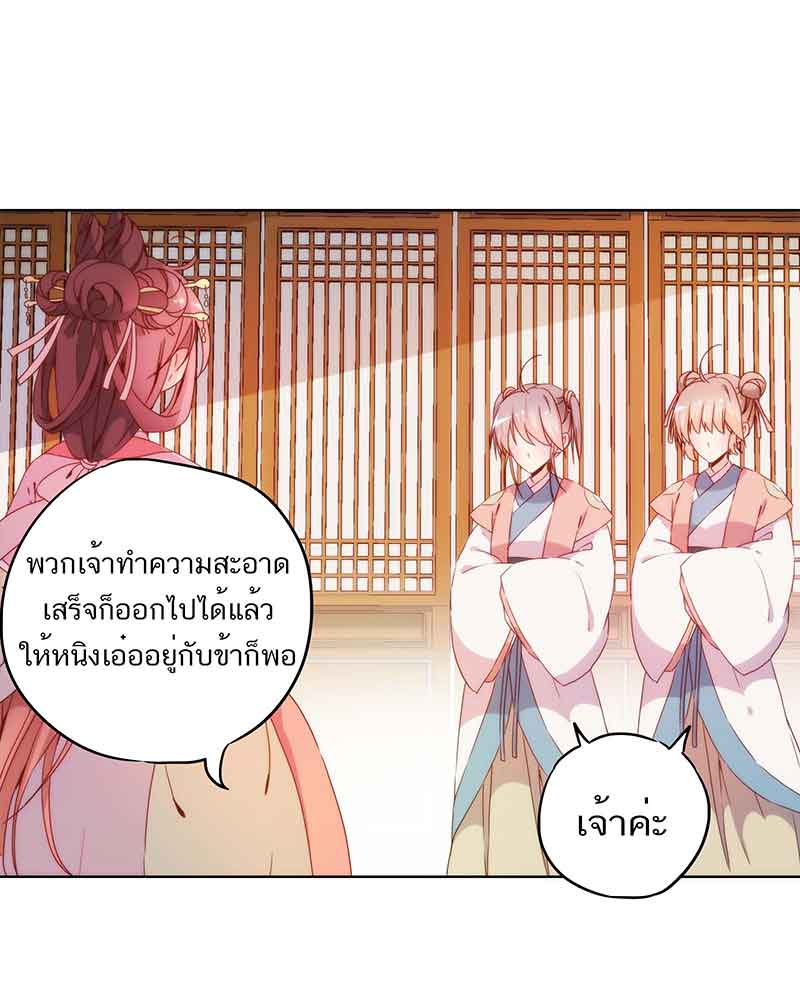 พวกเจ้าทำความสะอาด
เสร็จก็ออกไปได้แล้ว
ให้หนิงเอ๋ออยู่กับข้าก็พอ
เจ้าค่ะ